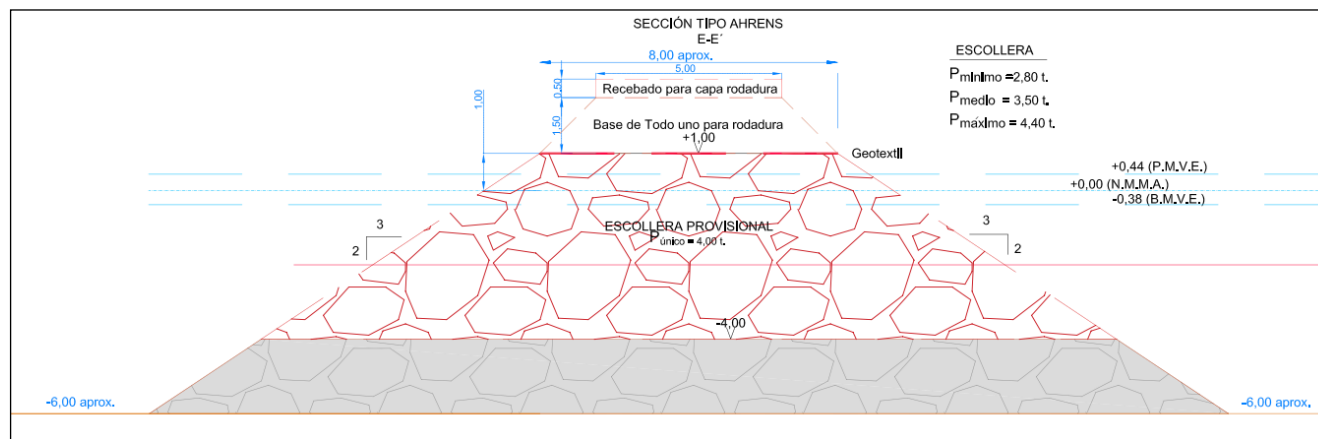 SECCIÓN TIPO AHRENS
E-E´
8,00 aprox.
5,00
0,50
Recebado para capa rodadura
1,00
1,50
Base de Todo uno para rodadura
+1,00
Geotextil
ESCOLLERA
Pmínimo =2,80 t.
Pmedio = 3,50 t.
Pmáximo = 4,40 t.
+0,44 (P.M.V.E.)
+0,00 (N.M.M.A.)
-0,38 (B.M.V.E.)
3
2
ESCOLLERA PROVISIONAL
Púnico = 4,00 t.
3
2
-4,00
-6,00 aprox.
-6,00 aprox.